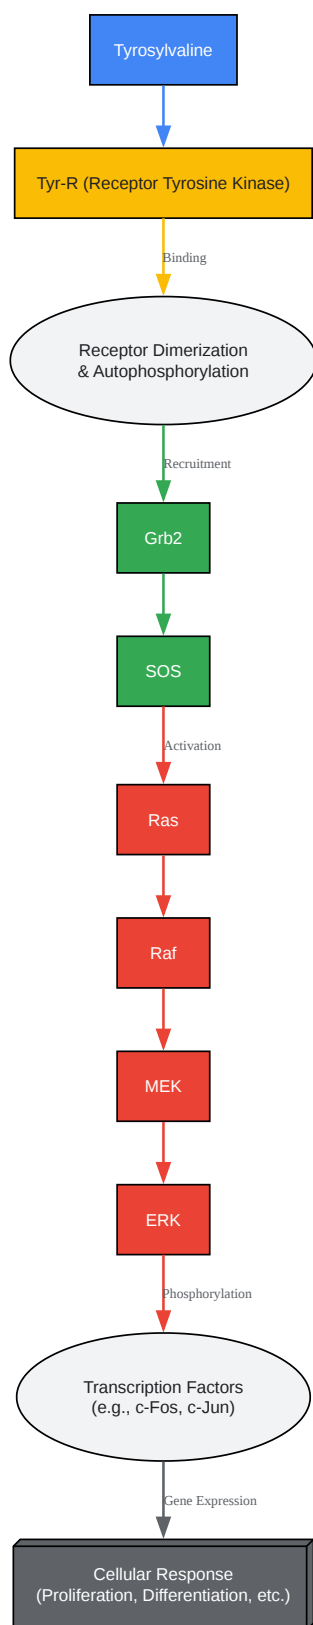 Tyrosylvaline
Tyr-R (Receptor Tyrosine Kinase)
Binding
Receptor Dimerization
& Autophosphorylation
Recruitment
Grb2
SOS
Activation
Ras
Raf
MEK
ERK
Phosphorylation
Transcription Factors
(e.g., c-Fos, c-Jun)
Gene Expression
Cellular Response
(Proliferation, Differentiation, etc.)